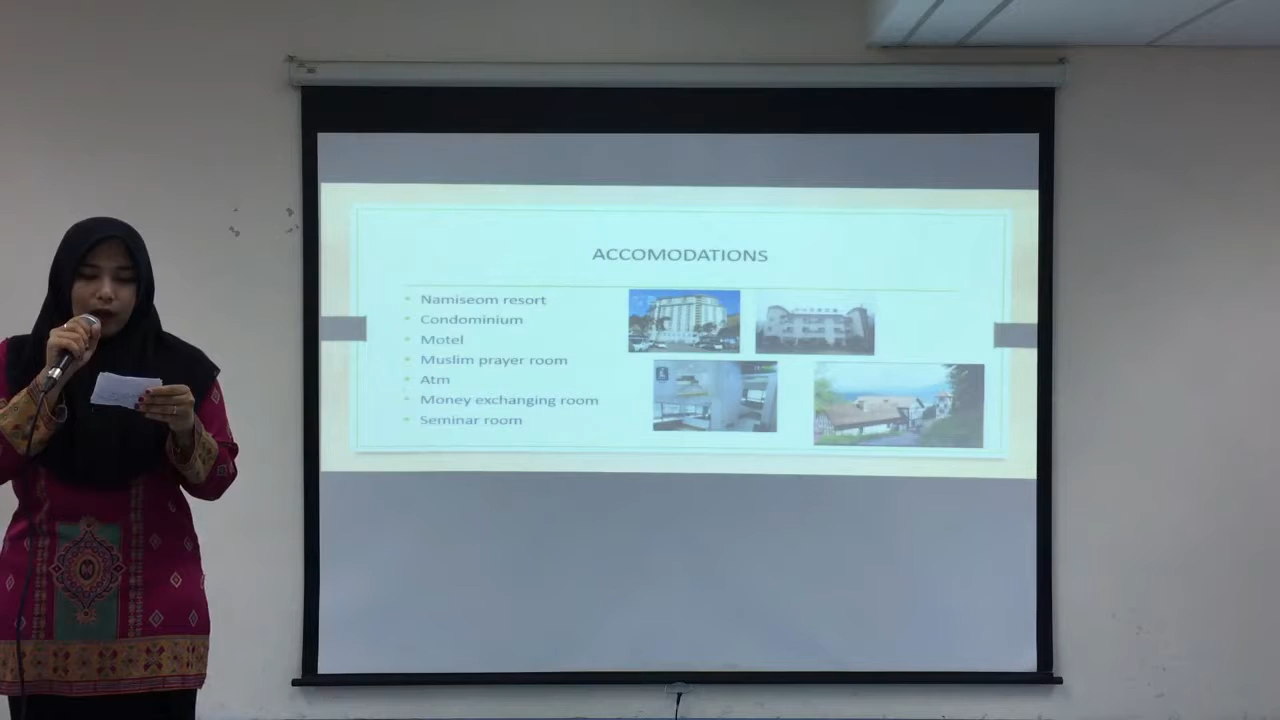 ACCOMODATIONS
Namiseom resort
Condominium
Motel
Muslim prayer room
Atm
Money exchanging room
Seminar room